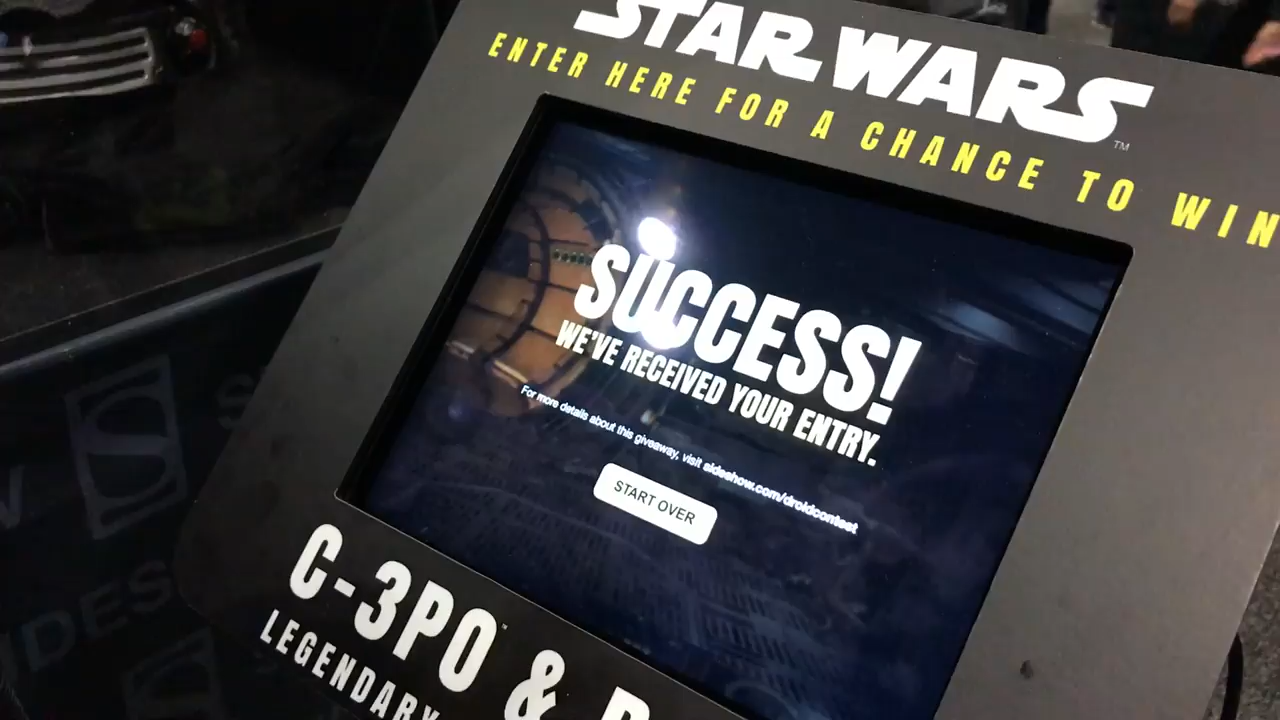 STAR WARS
TM
ENTER HERE FOR A CHANCE TO WIN
SUCCESS!
WE'VE RECEIVED YOUR ENTRY.
For more details about this giveaway, visit sideshow.com/droidcontest
START OVER
C-3PO &
LEGENDARY